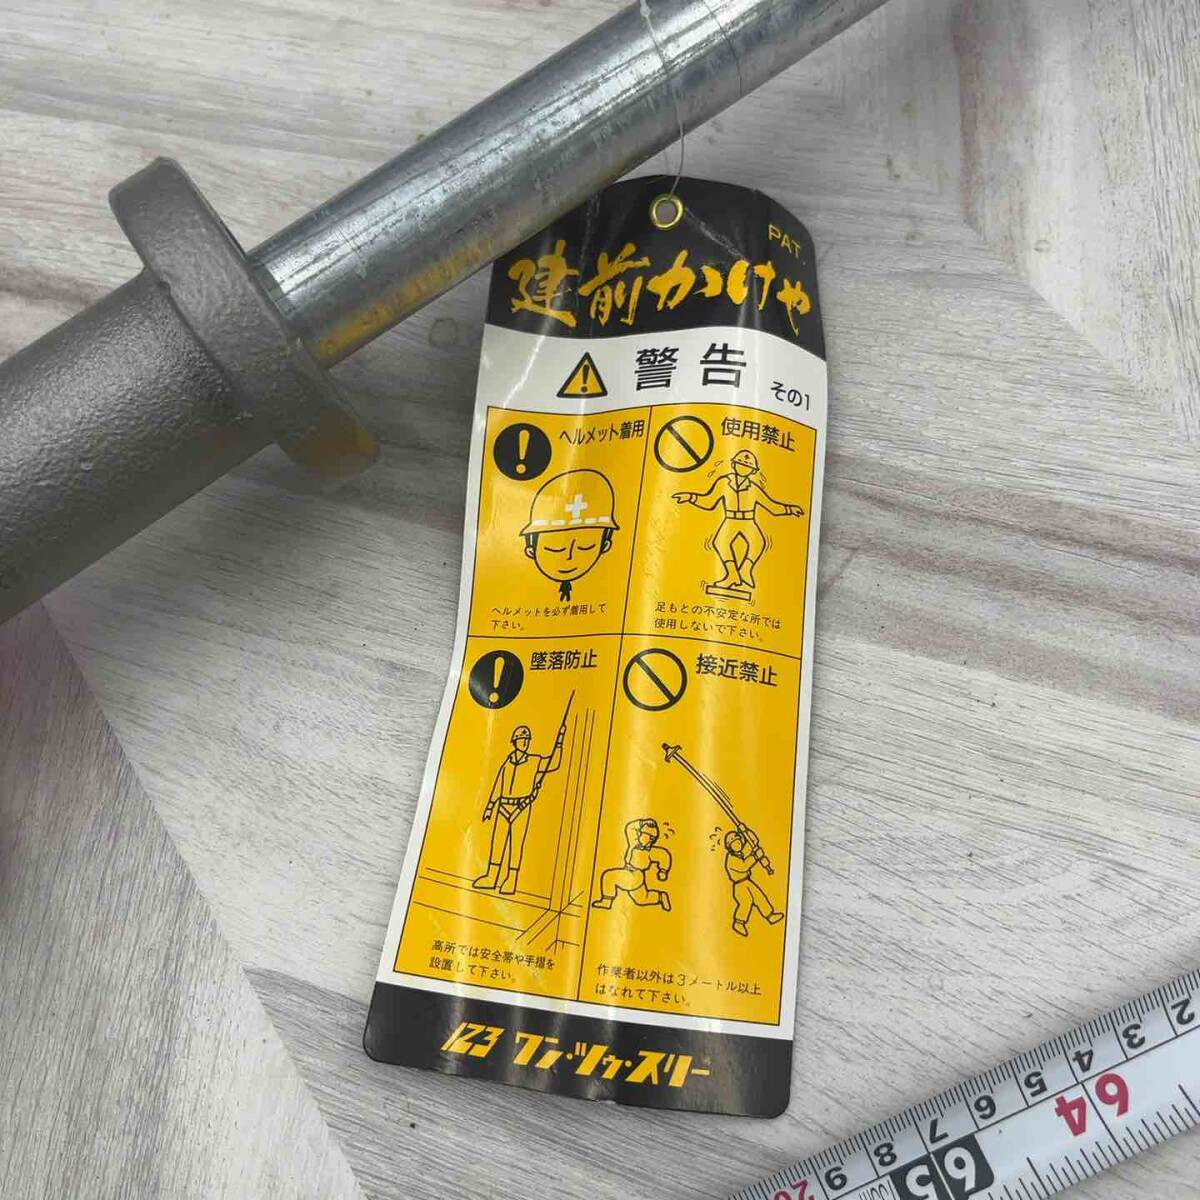 PAT.
建前かけや
警告 その1
ヘルメット着用
ヘルメットを必ず着用して
下さい。
使用禁止
足もとの不安定な所では
使用しないで下さい。
墜落防止
高所では安全帯や手摺を
設置して下さい。
接近禁止
作業者以外は3メートル以上
はなれて下さい。
123 ワン・ツゥ・スリー
2
3
4
5
6
7
8
9
64
63